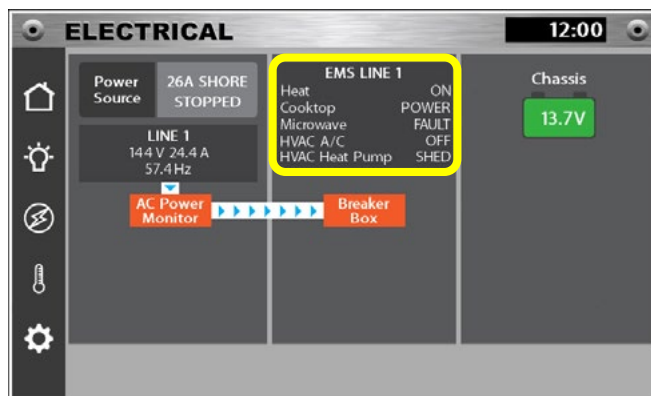 ELECTRICAL
12:00
Power
Source
26A SHORE
STOPPED
LINE 1
144 V 24.4 A
57.4 Hz
AC Power
Monitor
EMS LINE 1
Heat ON
Cooktop POWER
Microwave FAULT
HVAC A/C OFF
HVAC Heat Pump SHED
Breaker
Box
Chassis
13.7V